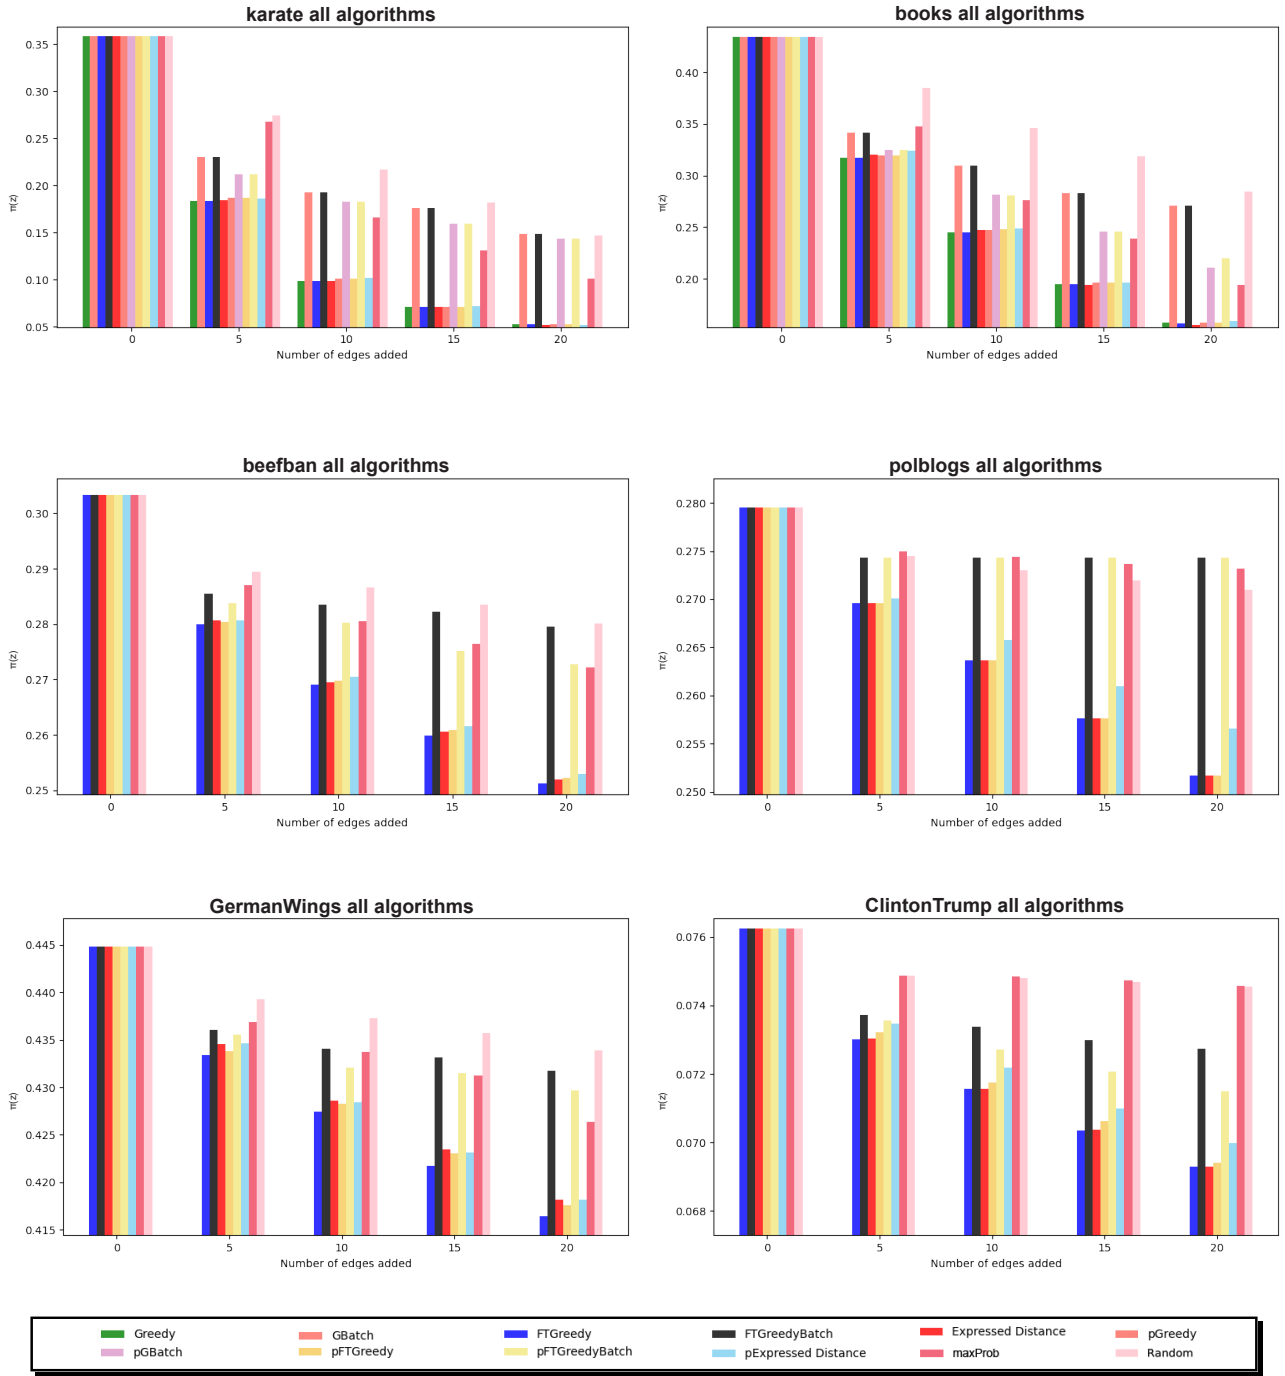 karate all algorithms
0.35
0.30
0.25
0.20
0.15
0.10
0.05
π(z)
0 5 10 15 20
Number of edges added
books all algorithms
0.40
0.35
0.30
0.25
0.20
π(z)
0 5 10 15 20
Number of edges added
beefban all algorithms
0.30
0.29
0.28
0.27
0.26
0.25
π(z)
0 5 10 15 20
Number of edges added
polblogs all algorithms
0.280
0.275
0.270
0.265
0.260
0.255
0.250
π(z)
0 5 10 15 20
Number of edges added
GermanWings all algorithms
0.445
0.440
0.435
0.430
0.425
0.420
0.415
π(z)
0 5 10 15 20
Number of edges added
ClintonTrump all algorithms
0.076
0.074
0.072
0.070
0.068
π(z)
0 5 10 15 20
Number of edges added
Greedy GBatch FTGreedy FTGreedyBatch Expressed Distance pGreedy
pGBatch pFTGreedy pFTGreedyBatch pExpressed Distance maxProb Random